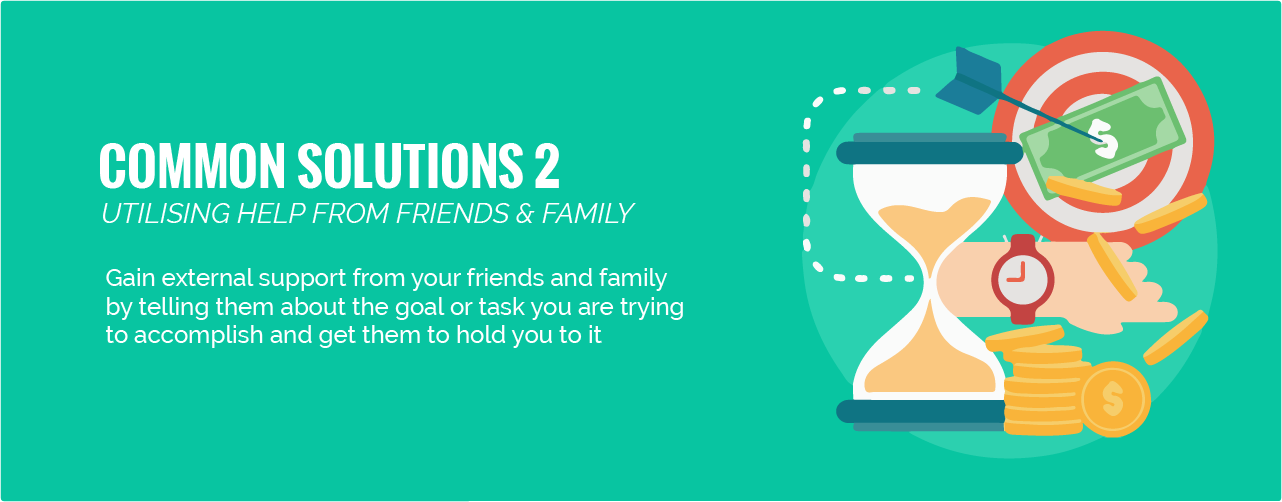 COMMON SOLUTIONS 2
UTILISING HELP FROM FRIENDS & FAMILY
Gain external support from your friends and family
by telling them about the goal or task you are trying
to accomplish and get them to hold you to it
$
$